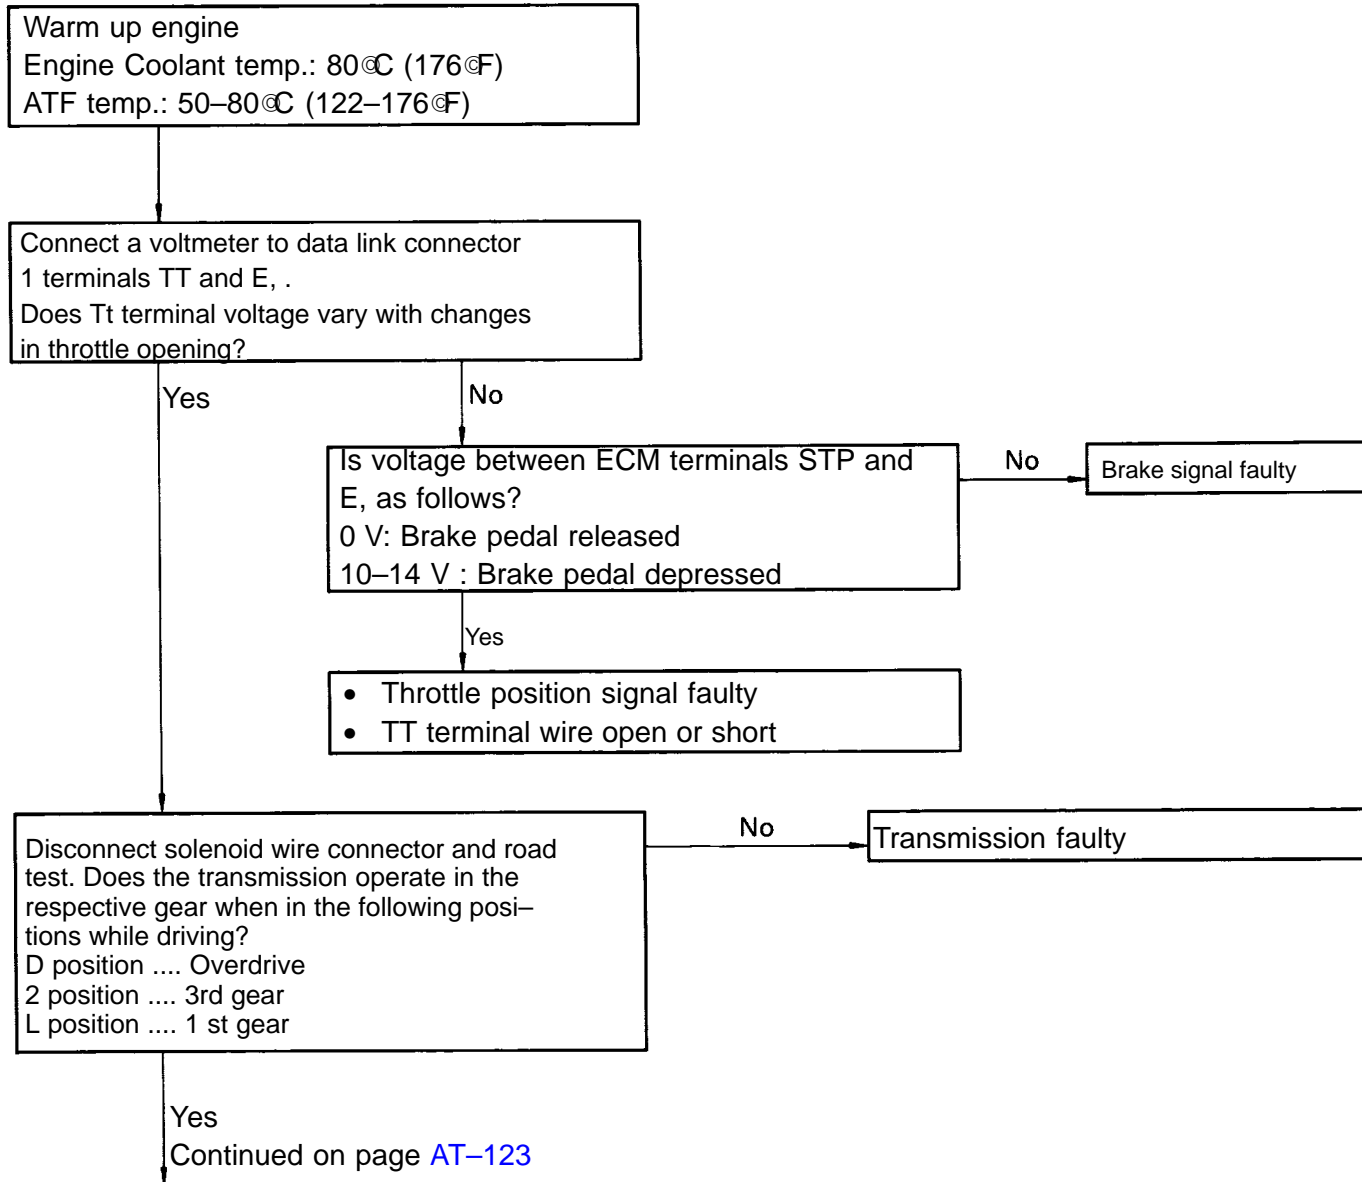 Warm up engine
Engine Coolant temp.: 80©C (176©F)
ATF temp.: 50–80©C (122–176©F)
Connect a voltmeter to data link connector
1 terminals TT and E, .
Does Tt terminal voltage vary with changes
in throttle opening?
Yes
No
Is voltage between ECM terminals STP and
E, as follows?
0 V: Brake pedal released
10–14 V : Brake pedal depressed
No
Brake signal faulty
Yes
• Throttle position signal faulty
• TT terminal wire open or short
Disconnect solenoid wire connector and road
test. Does the transmission operate in the
respective gear when in the following posi–
tions while driving?
D position .... Overdrive
2 position .... 3rd gear
L position .... 1 st gear
No
Transmission faulty
Yes
Continued on page AT–123